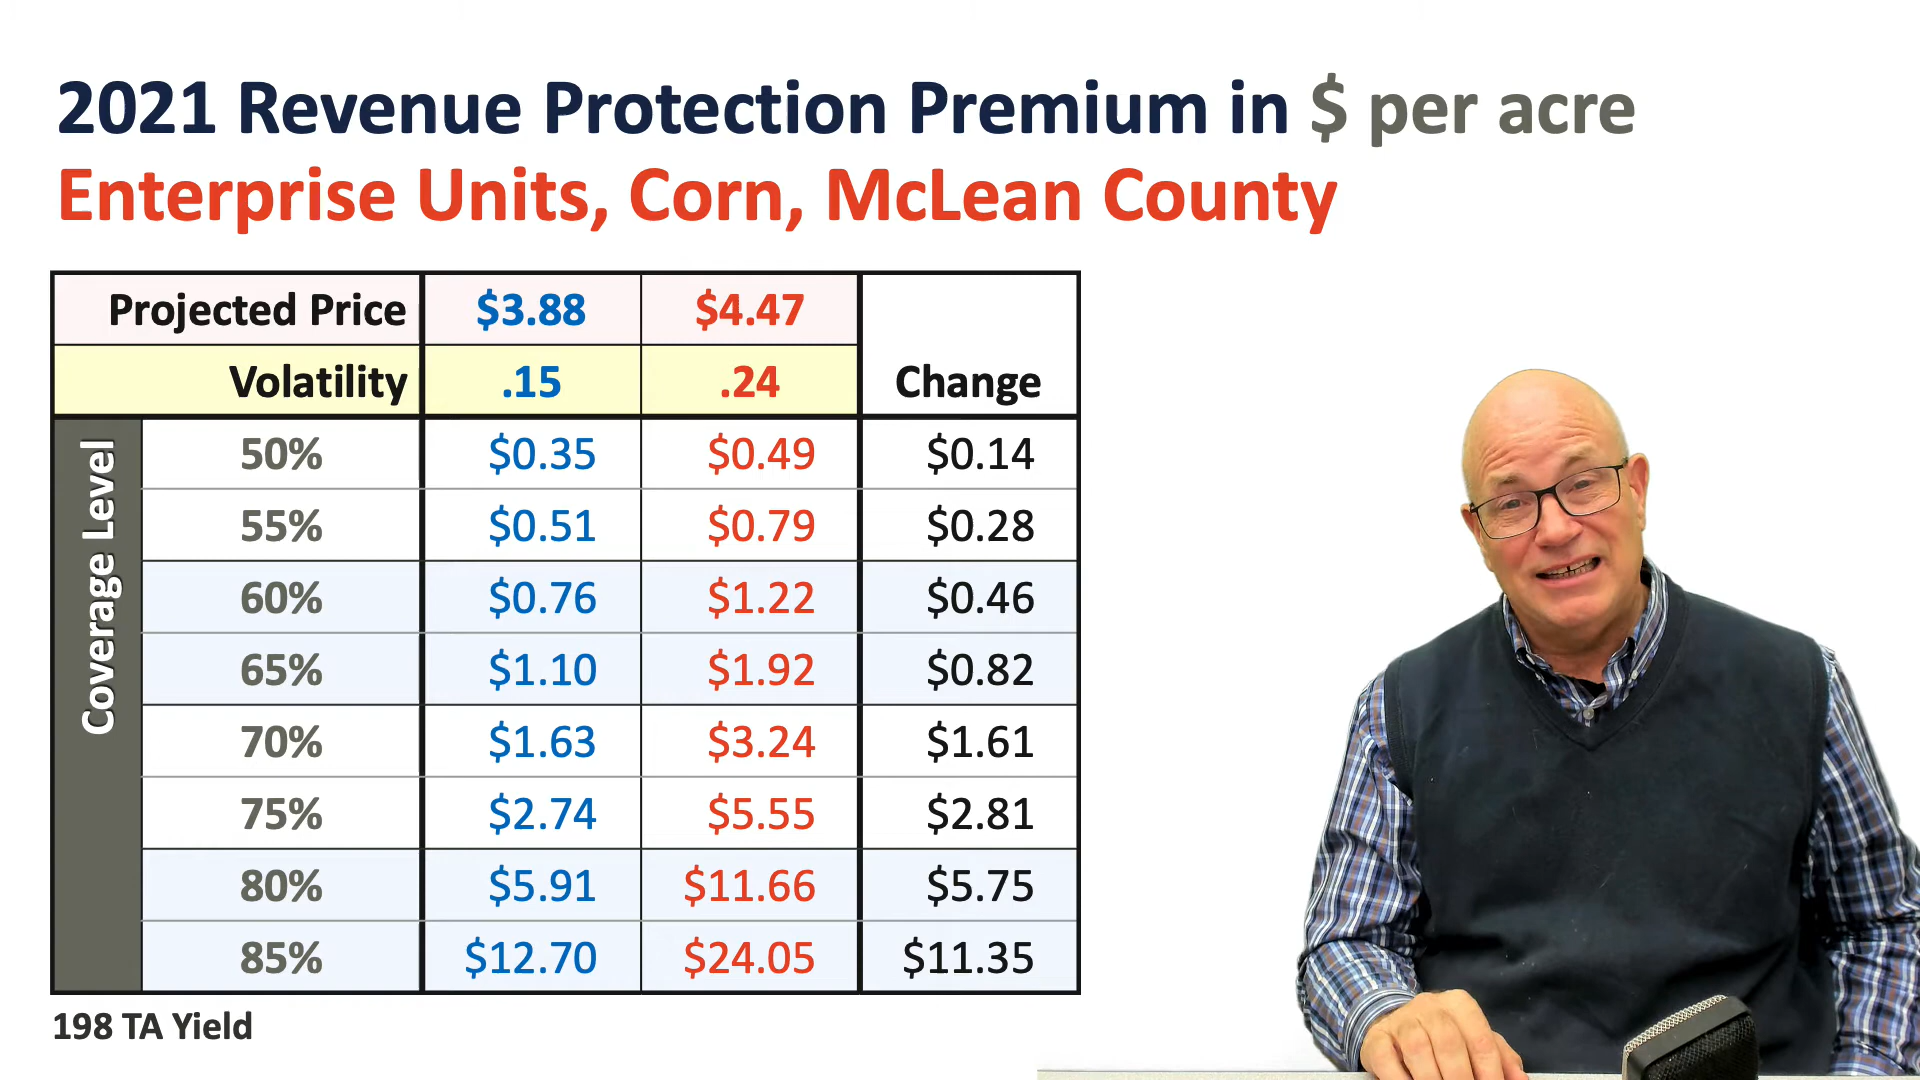 2021 Revenue Protection Premium in $ per acre
Enterprise Units, Corn, McLean County
Projected Price $3.88 $4.47
Volatility .15 .24 Change
Coverage Level
50% $0.35 $0.49 $0.14
55% $0.51 $0.79 $0.28
60% $0.76 $1.22 $0.46
65% $1.10 $1.92 $0.82
70% $1.63 $3.24 $1.61
75% $2.74 $5.55 $2.81
80% $5.91 $11.66 $5.75
85% $12.70 $24.05 $11.35
198 TA Yield